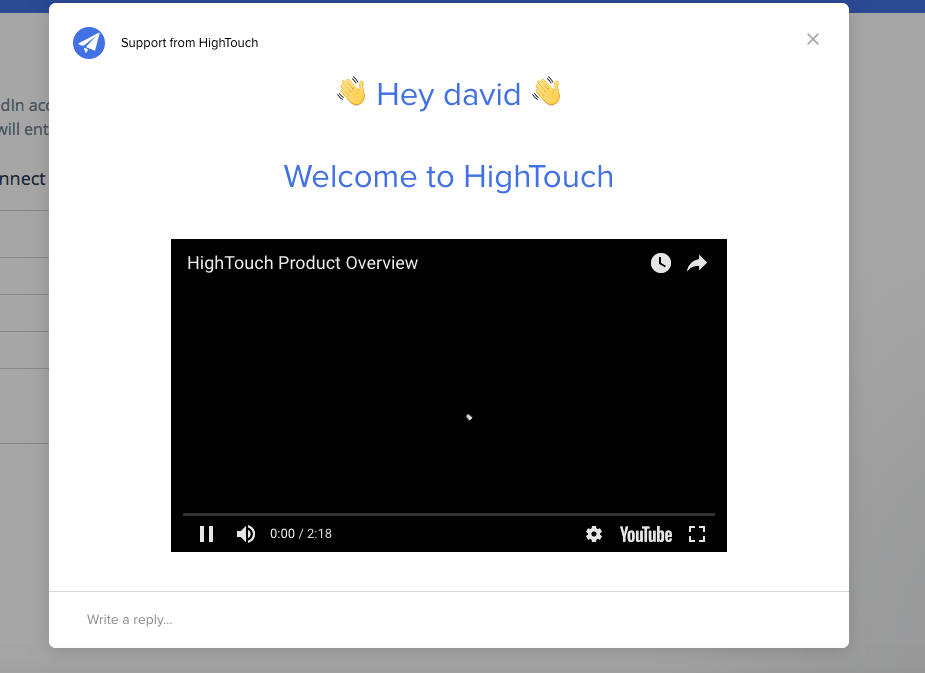 Support from HighTouch
👋 Hey david 👋
dIn acc
will ent
Welcome to HighTouch
nnect
HighTouch Product Overview
0:00 / 2:18
YouTube
Write a reply...